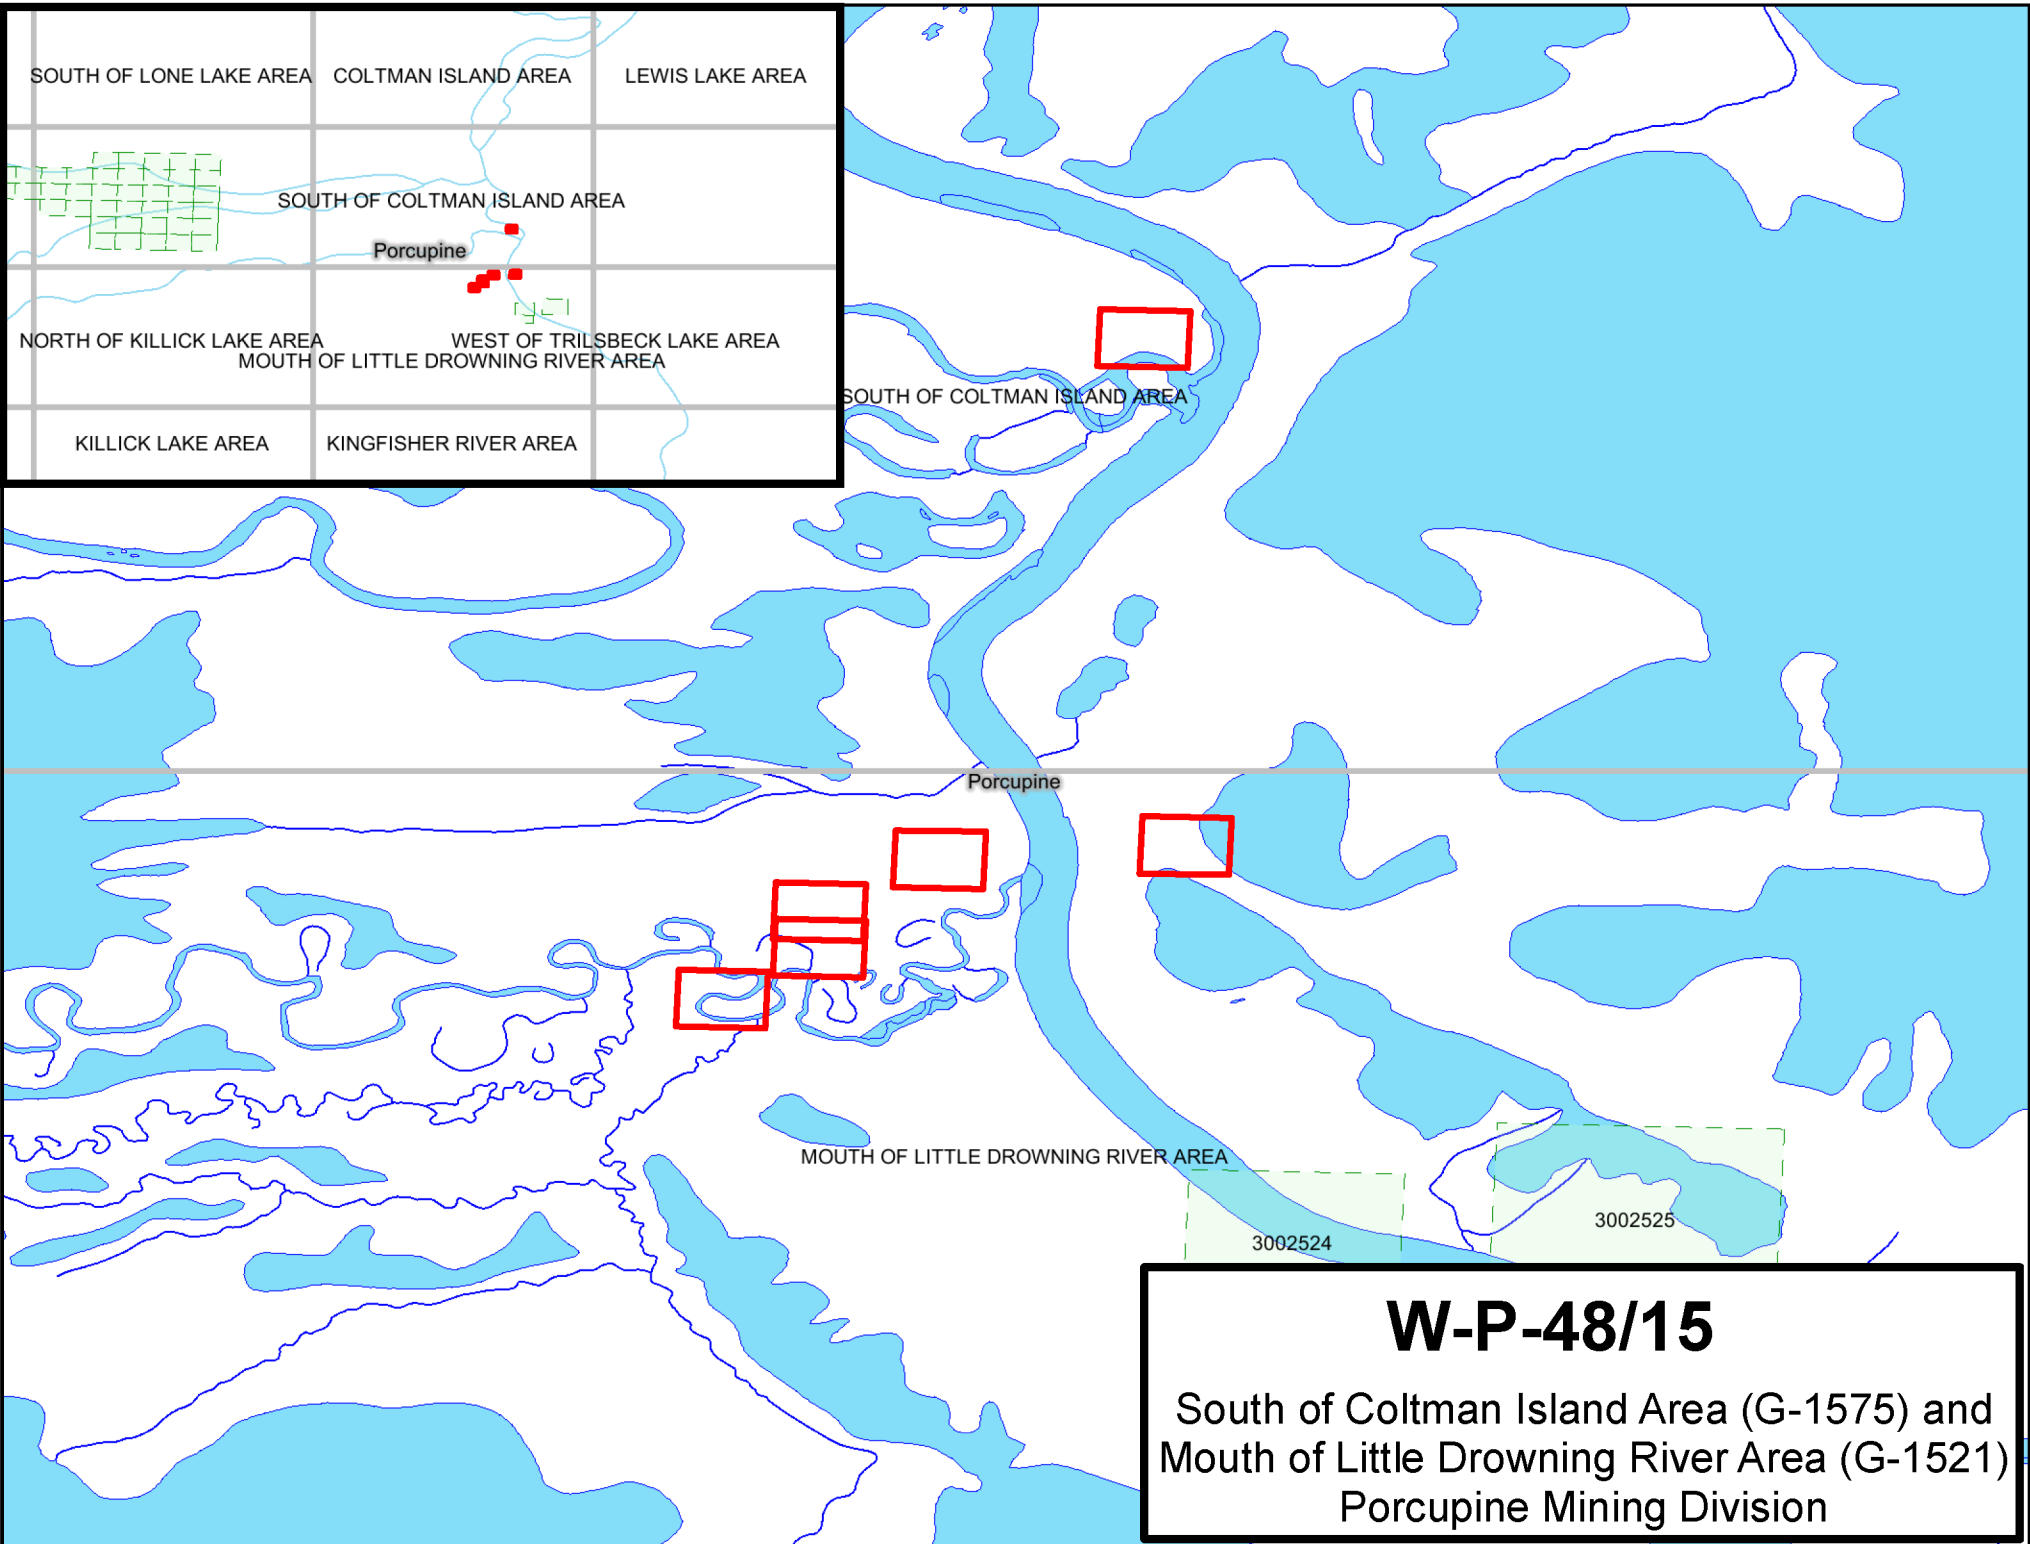 SOUTH OF LONE LAKE AREA
COLTMAN ISLAND AREA
LEWIS LAKE AREA
SOUTH OF COLTMAN ISLAND AREA
Porcupine
NORTH OF KILLICK LAKE AREA
WEST OF TRILSBECK LAKE AREA
MOUTH OF LITTLE DROWNING RIVER AREA
KILLICK LAKE AREA
KINGFISHER RIVER AREA
SOUTH OF COLTMAN ISLAND AREA
Porcupine
MOUTH OF LITTLE DROWNING RIVER AREA
3002524
3002525
W-P-48/15
South of Coltman Island Area (G-1575) and
Mouth of Little Drowning River Area (G-1521)
Porcupine Mining Division